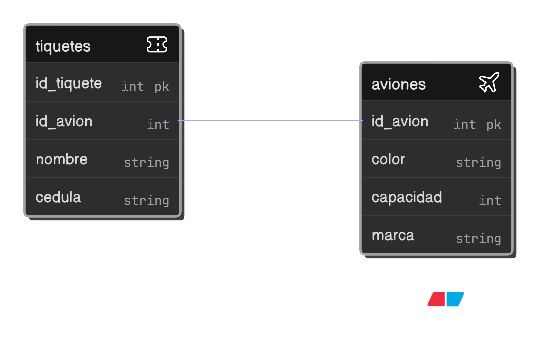 tiquetes
id_tiquete int pk
id_avion int
nombre string
cedula string
aviones
id_avion int pk
color string
capacidad int
marca string